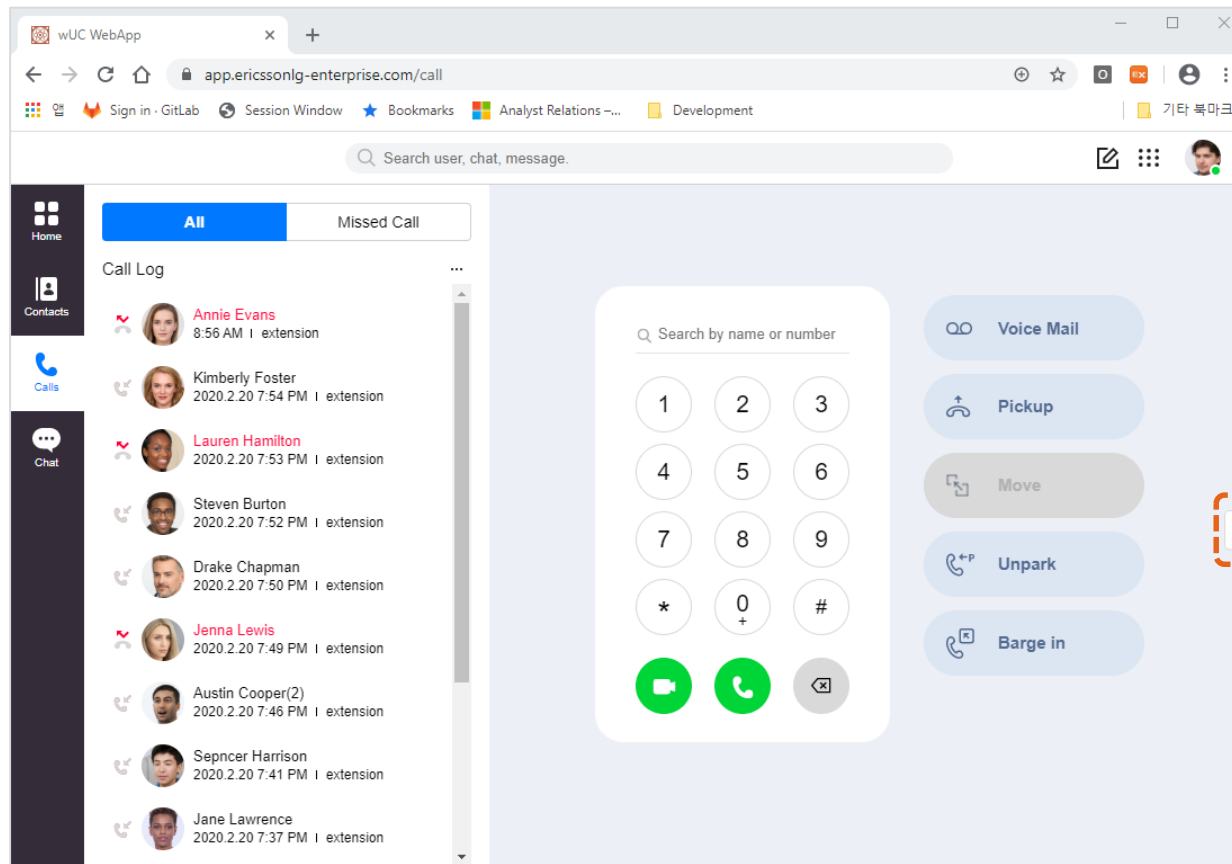 wUC WebApp
app.ericssonlg-enterprise.com/call
앱 Sign in · GitLab Session Window Bookmarks Analyst Relations –... Development 기타 북마크
Search user, chat, message.
Home
Contacts
Calls
Chat
All Missed Call
Call Log ...
Annie Evans
8:56 AM I extension
Kimberly Foster
2020.2.20 7:54 PM I extension
Lauren Hamilton
2020.2.20 7:53 PM I extension
Steven Burton
2020.2.20 7:52 PM I extension
Drake Chapman
2020.2.20 7:50 PM I extension
Jenna Lewis
2020.2.20 7:49 PM I extension
Austin Cooper(2)
2020.2.20 7:46 PM I extension
Sepncer Harrison
2020.2.20 7:41 PM I extension
Jane Lawrence
2020.2.20 7:37 PM I extension
Search by name or number
1 2 3
4 5 6
7 8 9
* 0 #
+
Voice Mail
Pickup
Move
P Unpark
Barge in